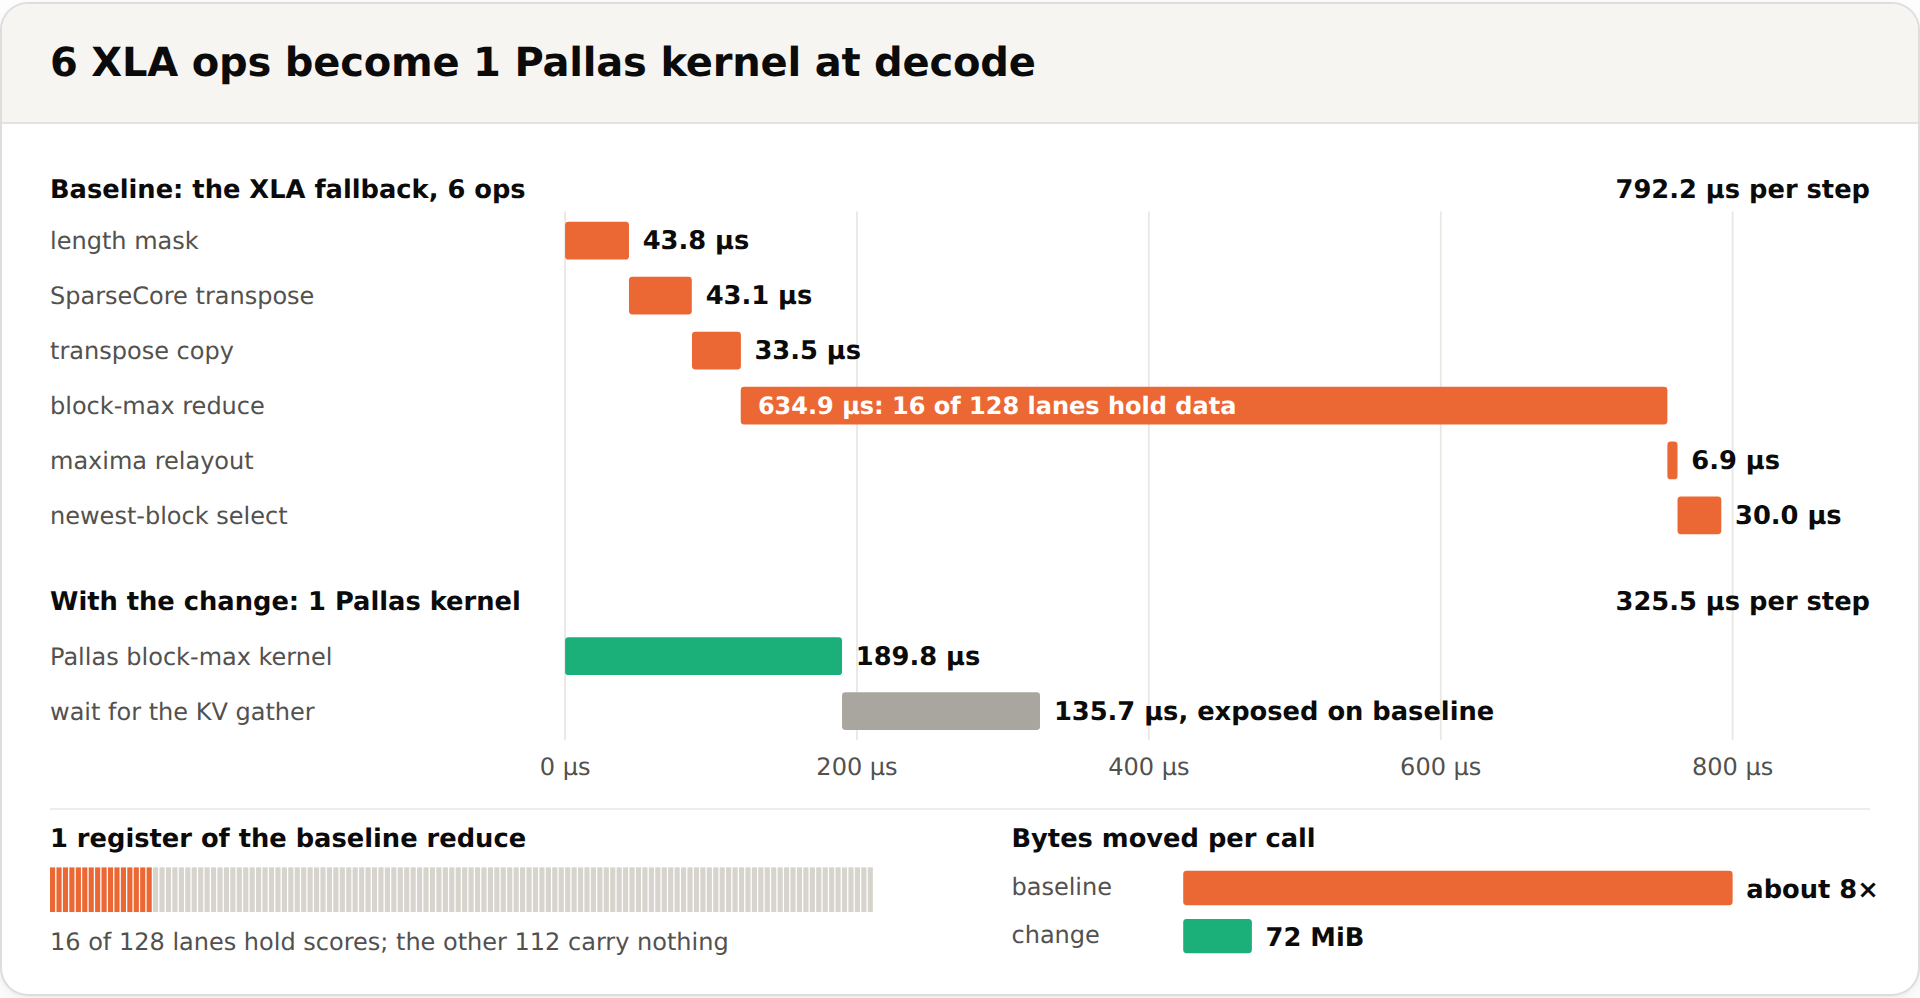 6 XLA ops become 1 Pallas kernel at decode
Baseline: the XLA fallback, 6 ops
792.2 µs per step
length mask
43.8 µs
SparseCore transpose
43.1 µs
transpose copy
33.5 µs
block-max reduce
634.9 µs: 16 of 128 lanes hold data
maxima relayout
6.9 µs
newest-block select
30.0 µs
With the change: 1 Pallas kernel
325.5 µs per step
Pallas block-max kernel
189.8 µs
wait for the KV gather
135.7 µs, exposed on baseline
0 µs
200 µs
400 µs
600 µs
800 µs
1 register of the baseline reduce
16 of 128 lanes hold scores; the other 112 carry nothing
Bytes moved per call
baseline
about 8×
change
72 MiB